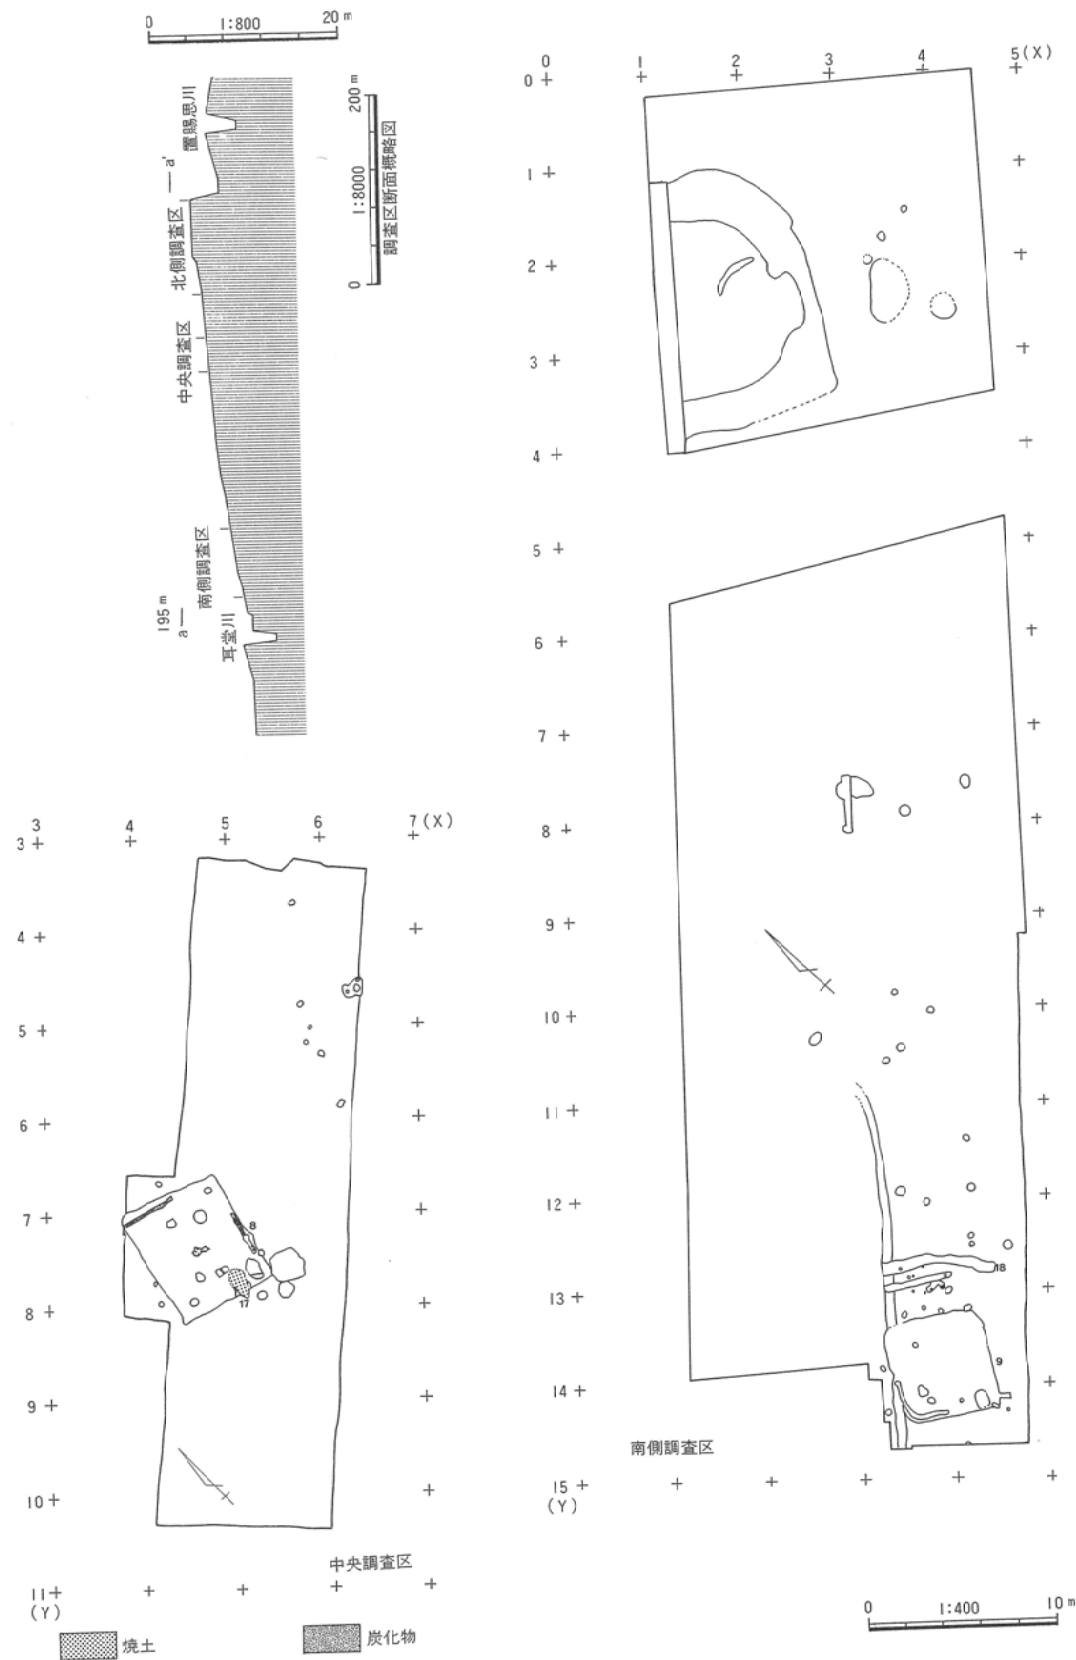 0 1:800 20 m
置賜思川
a'
北側調査区
中央調査区
南側調査区
195 m
a
耳堂川
0 1:8000 200 m
調査区断面概略図
0 1 2 3 4 5 (X)
0
1
2
3
4
5
6
7
8
9
10
11
12
13
14
15
(Y)
18
9
南側調査区
3 4 5 6 7 (X)
3
4
5
6
7
8
9
10
11
(Y)
8
17
中央調査区
焼土
炭化物
0 1:400 10 m